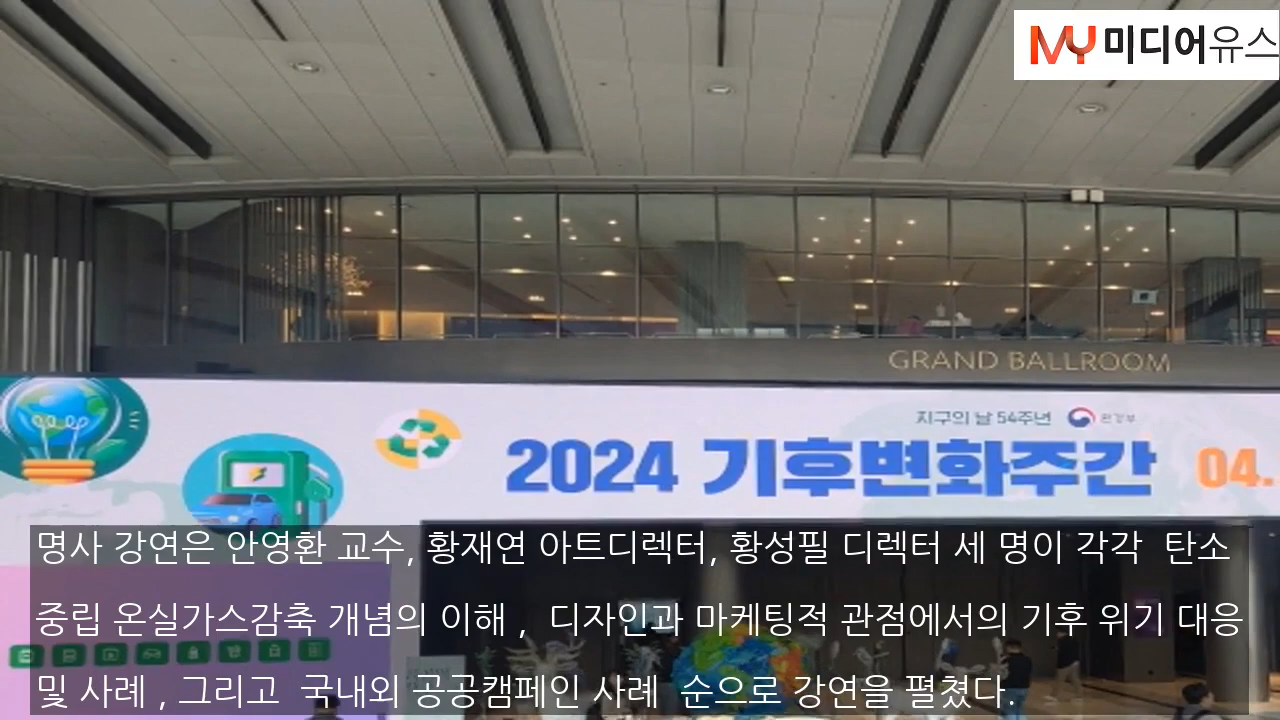 MY 미디어유스
GRAND BALLROOM
지구의 날 54주년 환경부
2024 기후변화주간 04.
명사 강연은 안영환 교수, 황재연 아트디렉터, 황성필 디렉터 세 명이 각각 탄소
중립 온실가스감축 개념의 이해 , 디자인과 마케팅적 관점에서의 기후 위기 대응
및 사례 , 그리고 국내외 공공캠페인 사례 순으로 강연을 펼쳤다.